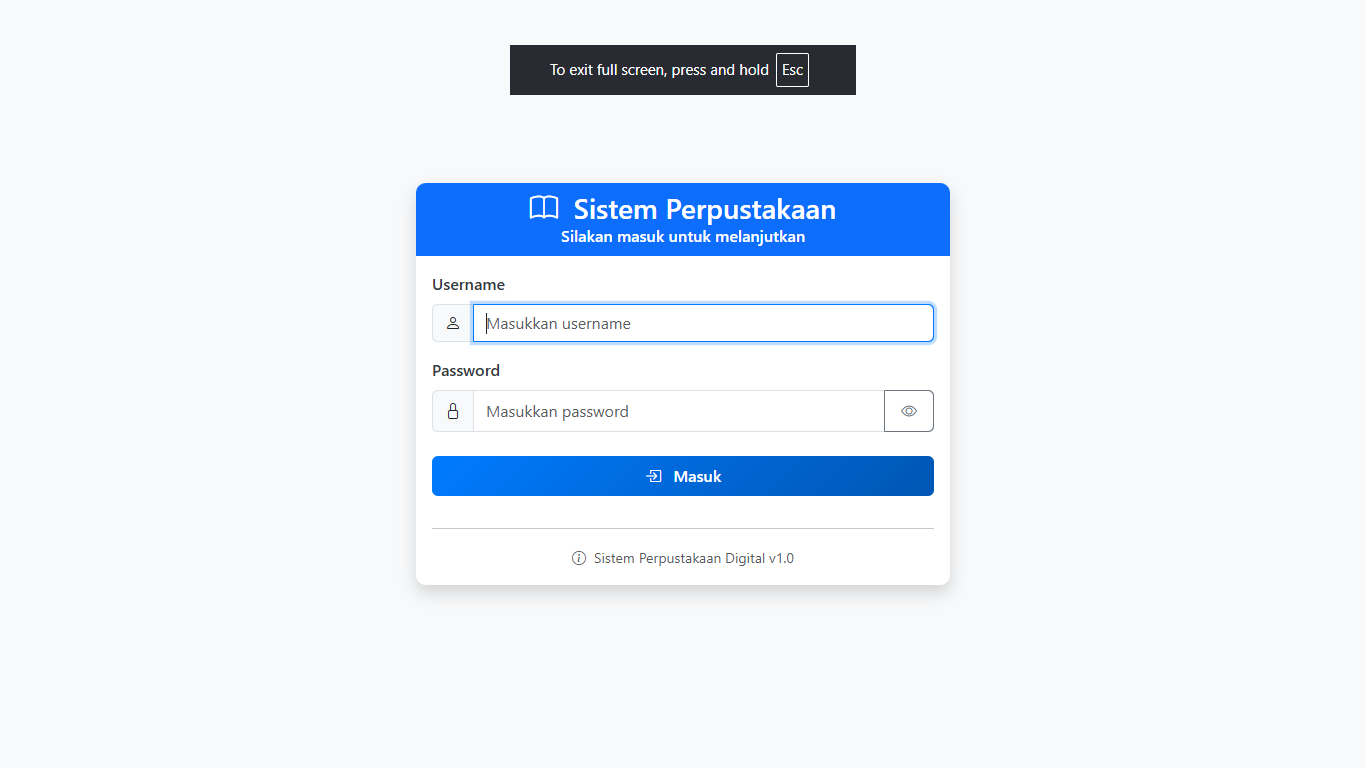 To exit full screen, press and hold Esc
Sistem Perpustakaan
Silakan masuk untuk melanjutkan
Username
Masukkan username
Password
Masukkan password
Masuk
Sistem Perpustakaan Digital v1.0